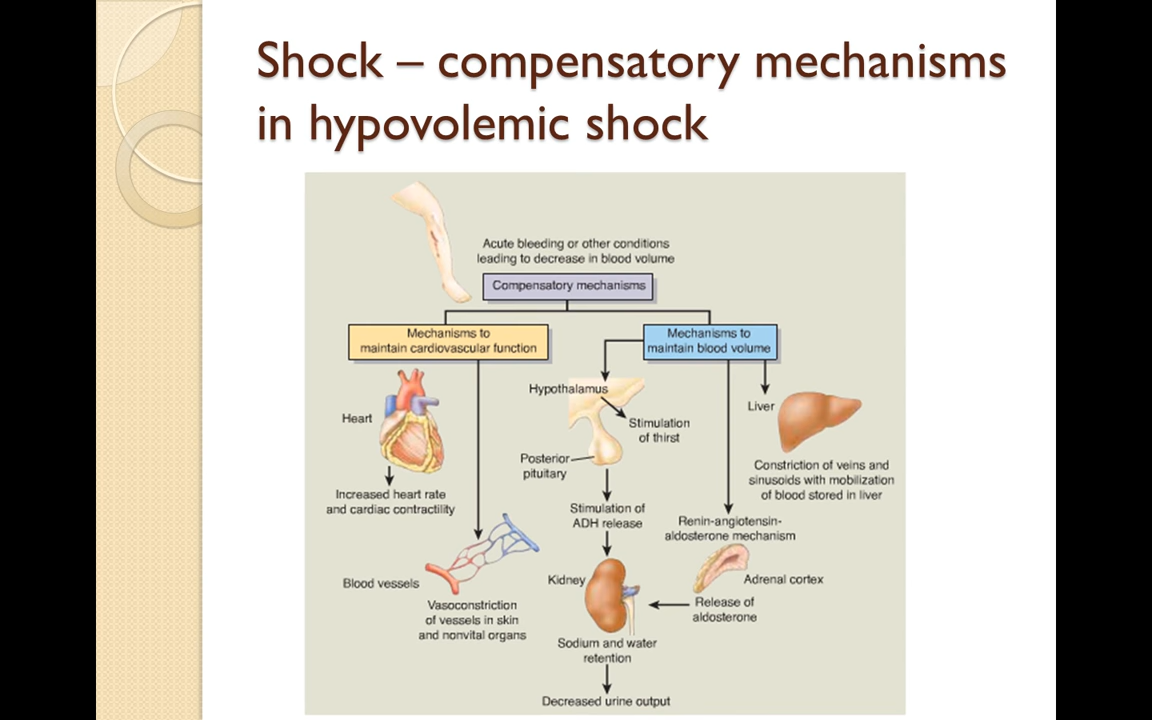 Shock – compensatory mechanisms
in hypovolemic shock
Acute bleeding or other conditions
leading to decrease in blood volume
Compensatory mechanisms
Mechanisms to
maintain cardiovascular function
Mechanisms to
maintain blood volume
Heart
Increased heart rate
and cardiac contractility
Blood vessels
Vasoconstriction
of vessels in skin
and nonvital organs
Hypothalamus
Stimulation
of thirst
Posterior
pituitary
Stimulation of
ADH release
Kidney
Sodium and water
retention
Decreased urine output
Liver
Constriction of veins and
sinusoids with mobilization
of blood stored in liver
Renin-angiotensin-
aldosterone mechanism
Adrenal cortex
Release of
aldosterone